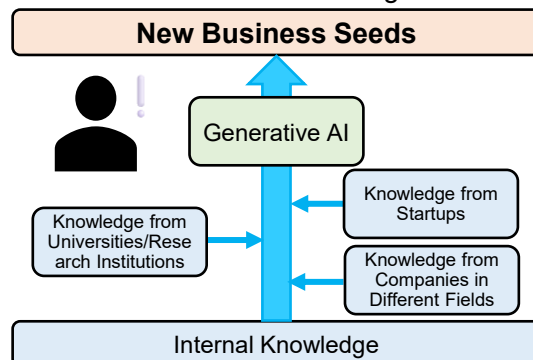 New Business Seeds
Generative AI
Knowledge from
Startups
Knowledge from
Universities/Rese
arch Institutions
Knowledge from
Companies in
Different Fields
Internal Knowledge